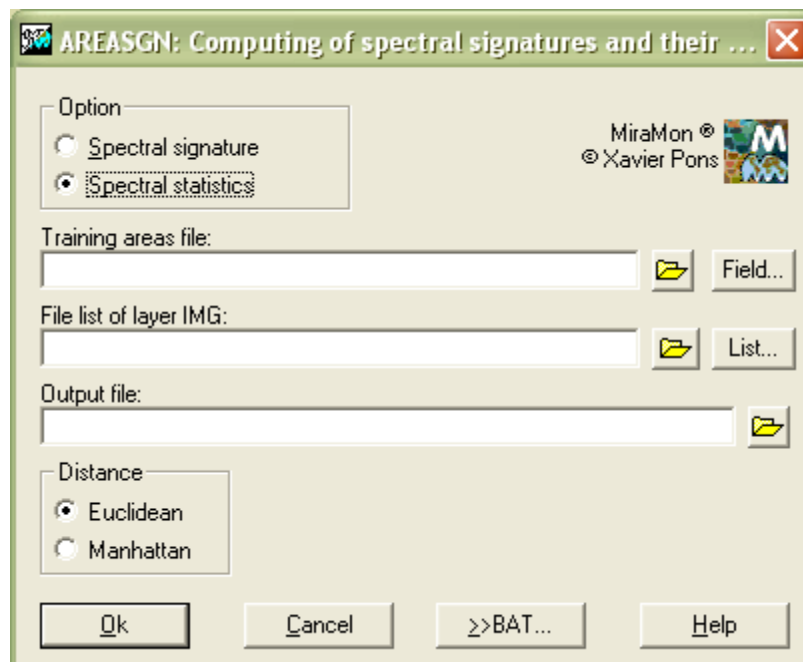 AREASGN: Computing of spectral signatures and their ...
Option
Spectral signature
Spectral statistics
MiraMon ®
© Xavier Pons
Training areas file:
Field...
File list of layer IMG:
List...
Output file:
Distance
Euclidean
Manhattan
Ok
Cancel
>>BAT...
Help